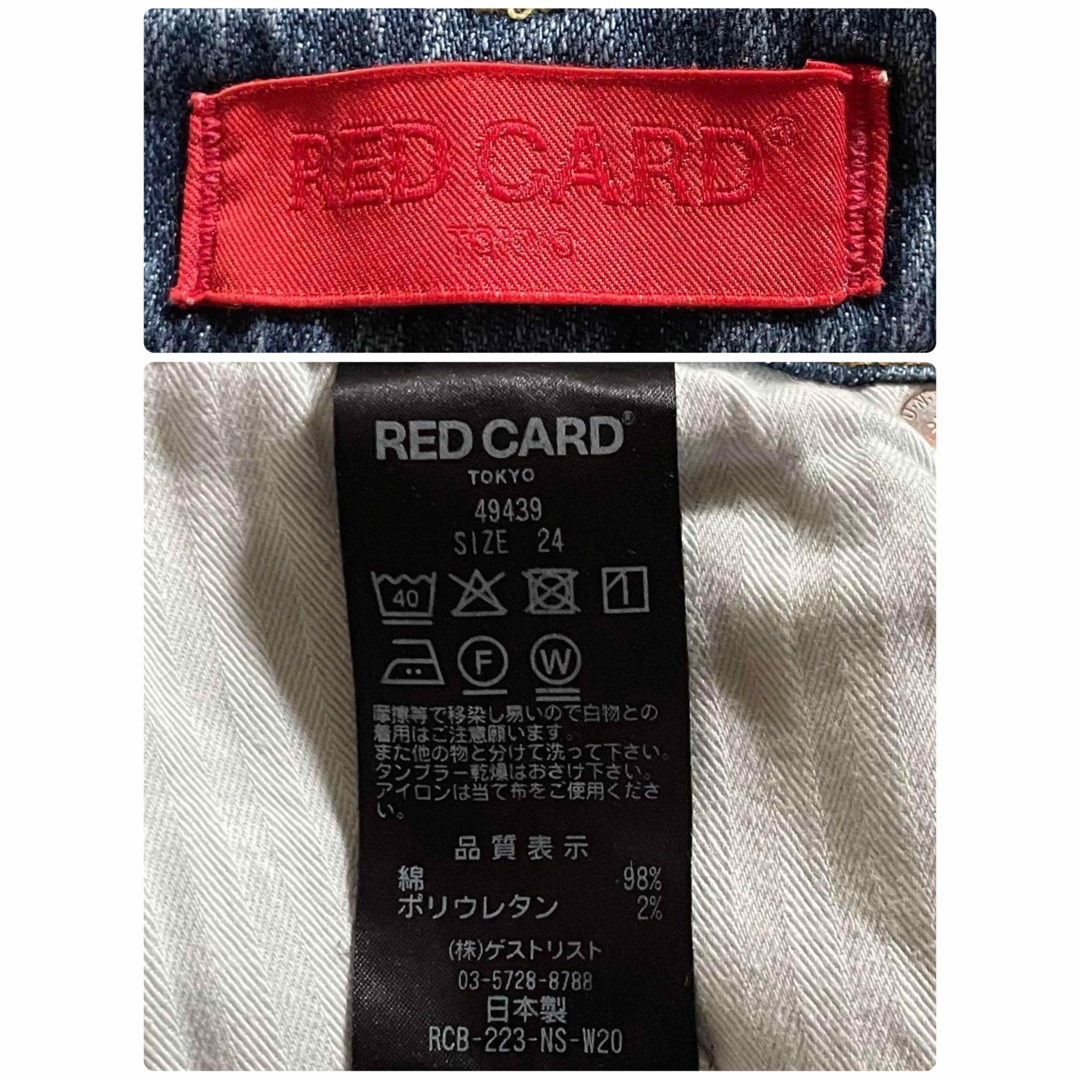 RED CARD
TOKYO
RED CARD®
TOKYO
49439
SIZE 24
40
F
W
摩擦等で移染し易いので白物との
着用はご注意願います。
また他の物と分けて洗って下さい。
タンブラー乾燥はおさけ下さい。
アイロンは当て布をご使用くださ
い。
品質表示
綿 98%
ポリウレタン 2%
(株)ゲストリスト
03-5728-8788
日本製
RCB-223-NS-W20